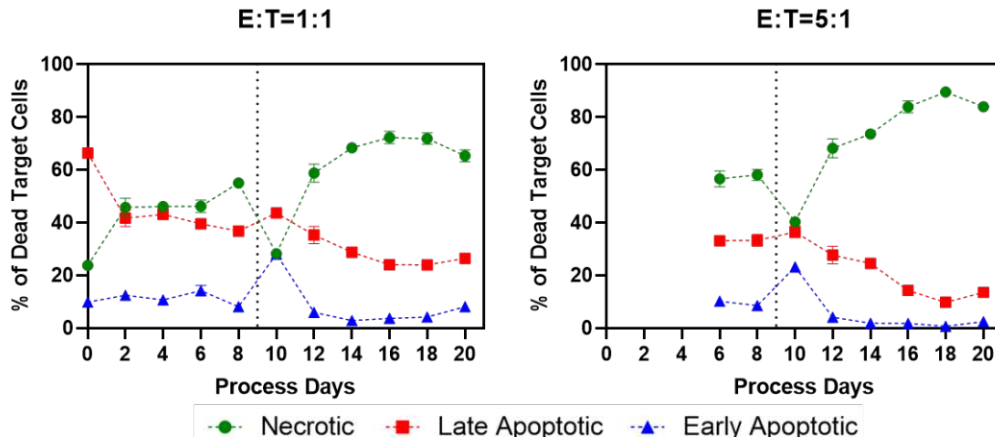 E:T=1:1
% of Dead Target Cells
100
80
60
40
20
0
0 2 4 6 8 10 12 14 16 18 20
Process Days
E:T=5:1
% of Dead Target Cells
100
80
60
40
20
0
0 2 4 6 8 10 12 14 16 18 20
Process Days
Necrotic Late Apoptotic Early Apoptotic